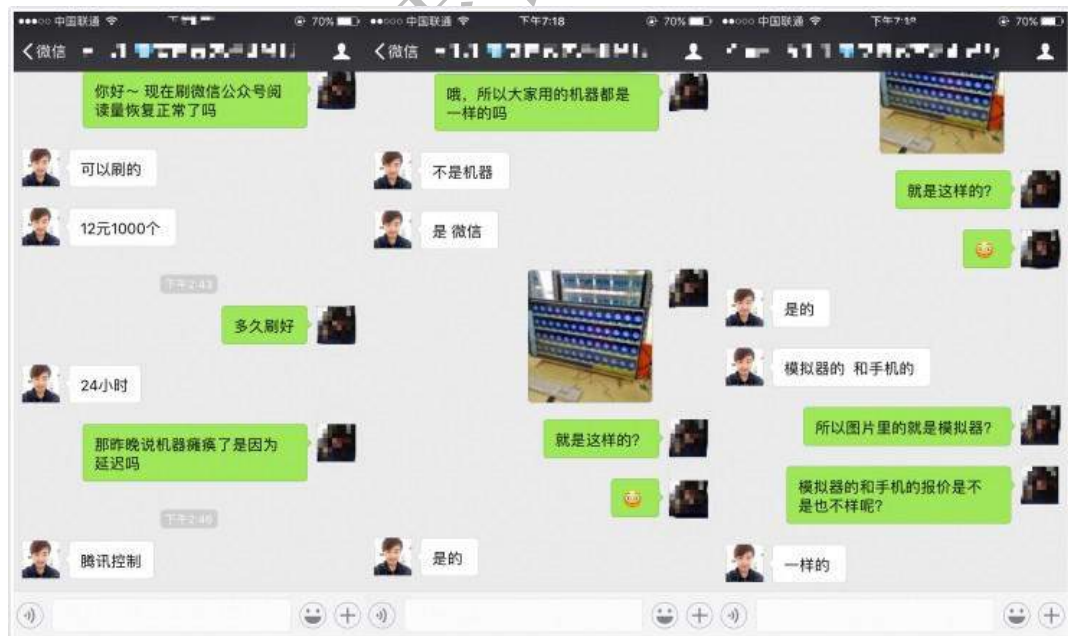 中国联通
70%
微信
你好~ 现在刷微信公众号阅
读量恢复正常了吗
可以刷的
12元1000个
下午2:43
多久刷好
24小时
那昨晚说机器瘫痪了是因为
延迟吗
下午2:46
腾讯控制
中国联通
下午7:18
70%
微信
哦，所以大家用的机器都是
一样的吗
不是机器
是 微信
就是这样的？
是的
中国联通
下午7:18
70%
就是这样的？
是的
模拟器的 和手机的
所以图片里的就是模拟器？
模拟器的和手机的报价是不
是也不样呢？
一样的